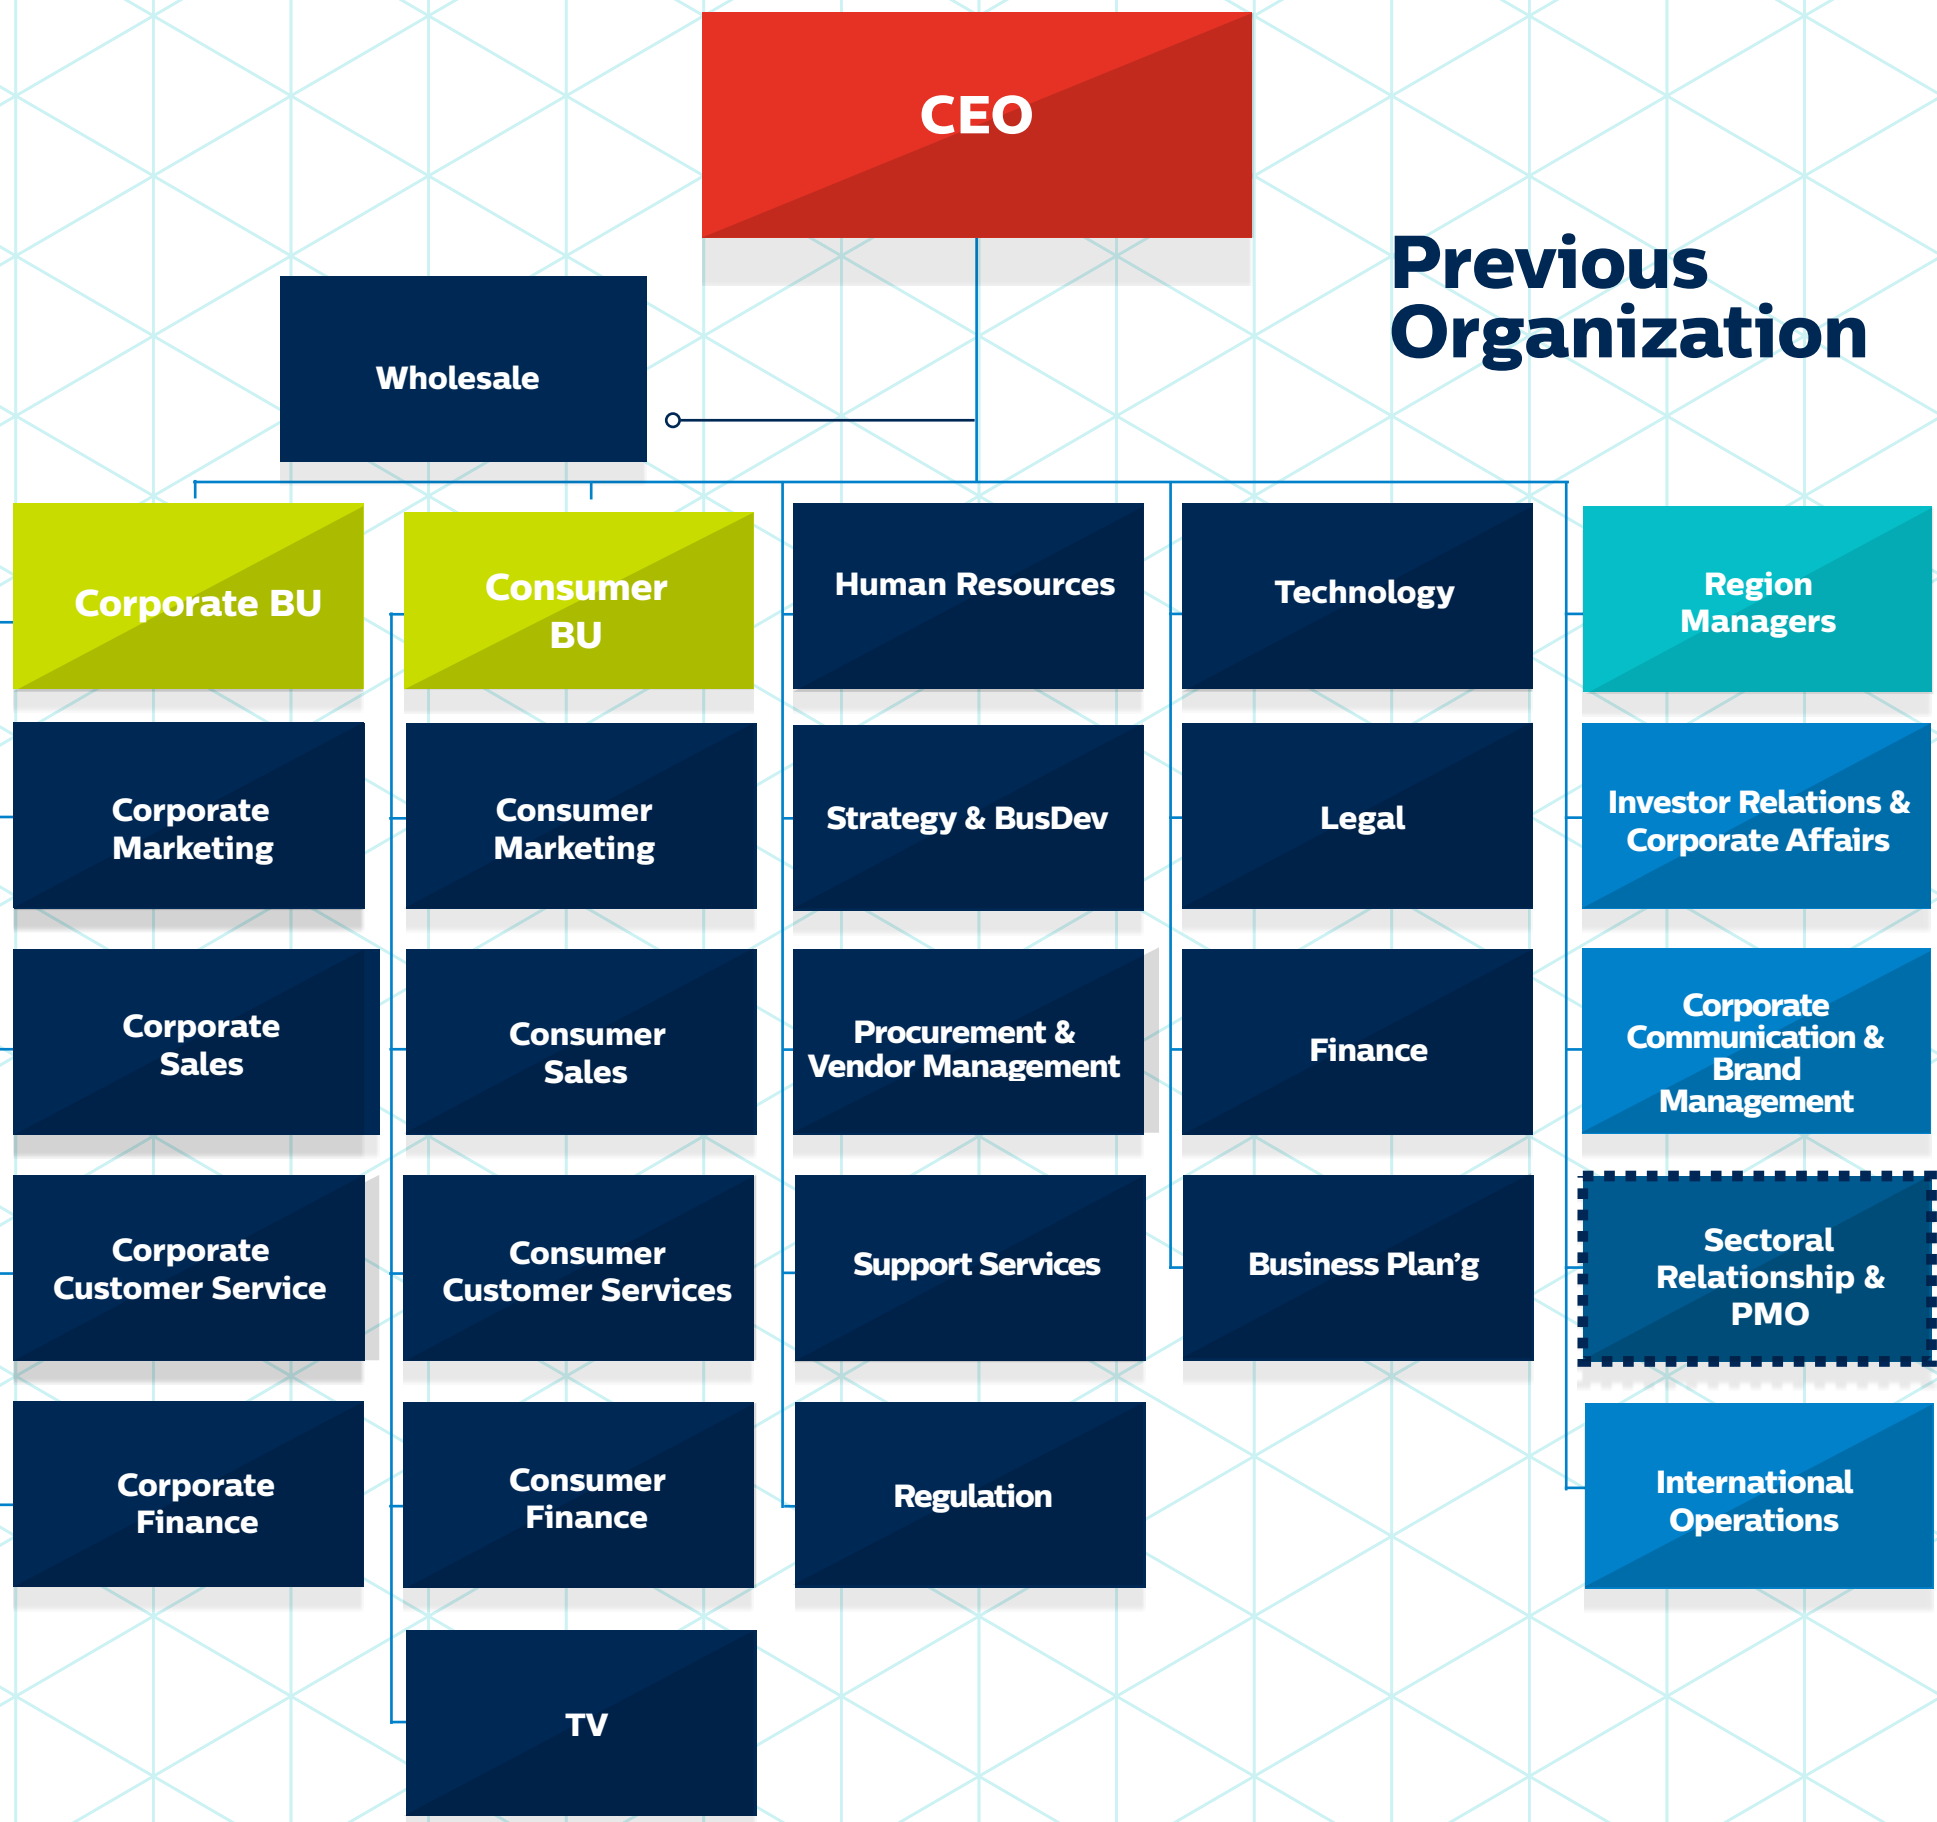 CEO
Previous
Organization
Wholesale
Corporate BU
Consumer
BU
Human Resources
Technology
Region
Managers
Corporate
Marketing
Consumer
Marketing
Strategy & BusDev
Legal
Investor Relations &
Corporate Affairs
Corporate
Sales
Consumer
Sales
Procurement &
Vendor Management
Finance
Corporate
Communication &
Brand
Management
Corporate
Customer Service
Consumer
Customer Services
Support Services
Business Plan’g
Sectoral
Relationship &
PMO
Corporate
Finance
Consumer
Finance
Regulation
International
Operations
TV